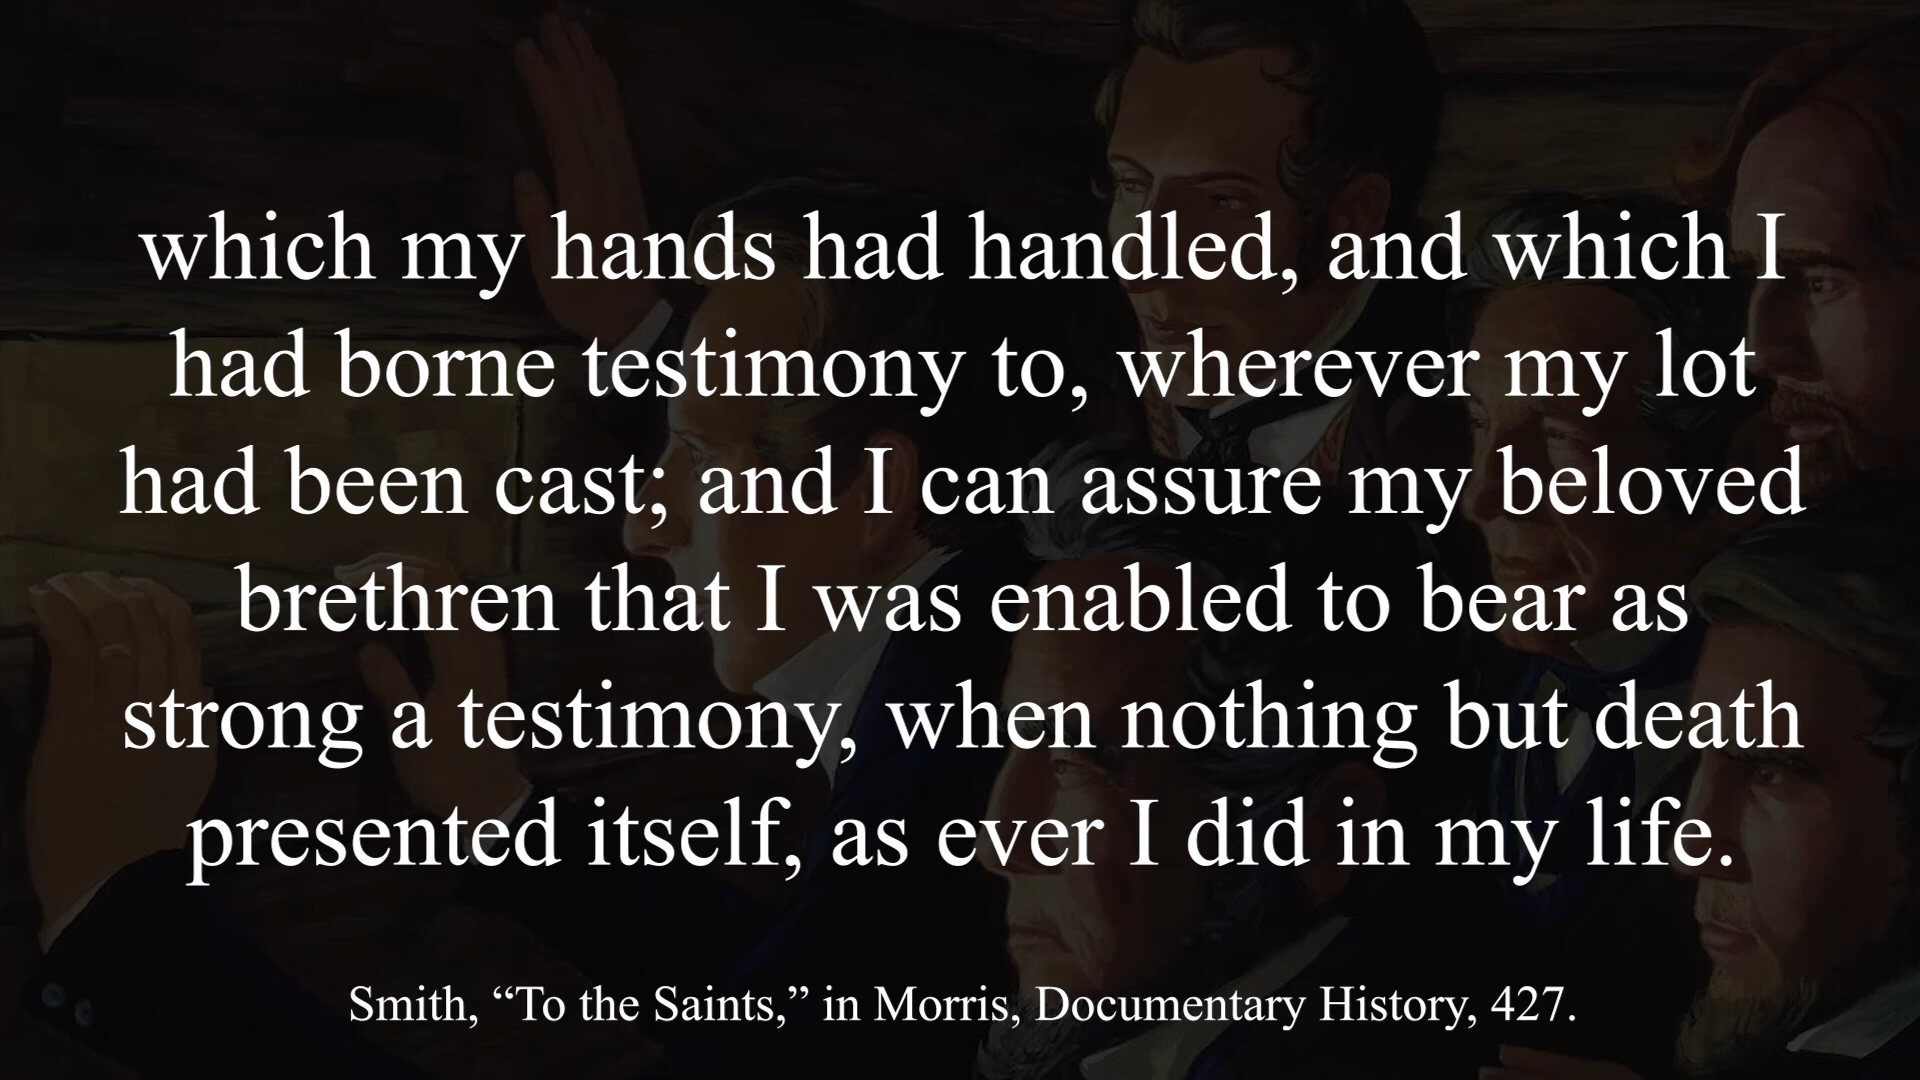 which my hands had handled, and which I
had borne testimony to, wherever my lot
had been cast; and I can assure my beloved
brethren that I was enabled to bear as
strong a testimony, when nothing but death
presented itself, as ever I did in my life.
Smith, “To the Saints,” in Morris, Documentary History, 427.